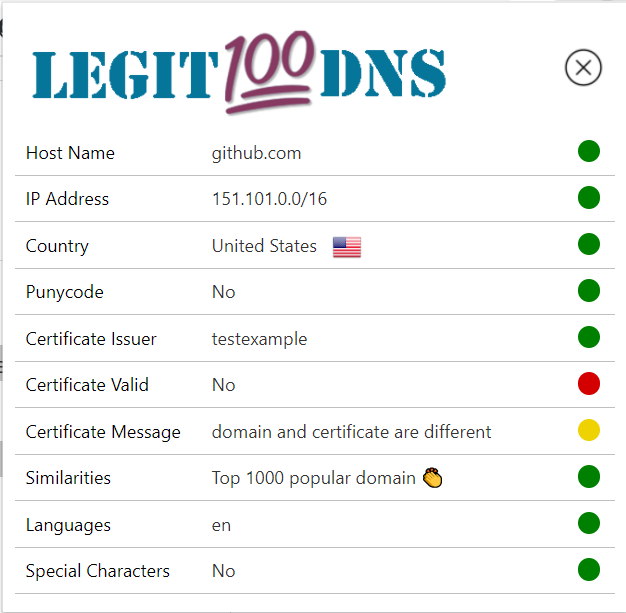 LEGIT100DNS
Host Name github.com
IP Address 151.101.0.0/16
Country United States
Punycode No
Certificate Issuer testexample
Certificate Valid No
Certificate Message domain and certificate are different
Similarities Top 1000 popular domain
Languages en
Special Characters No